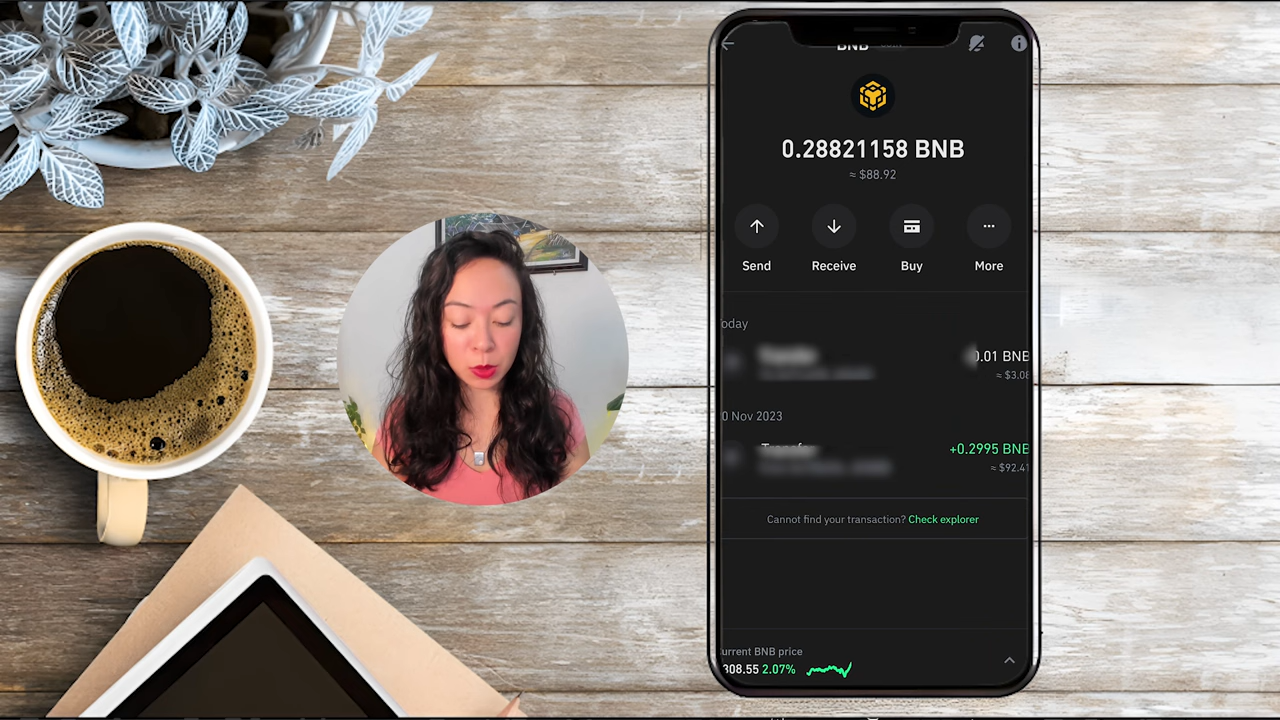 BNB
0.28821158 BNB
≈ $88.92
Send
Receive
Buy
More
oday
0.01 BNB
≈ $3.08
0 Nov 2023
Transfer
+0.2995 BNB
≈ $92.41
Cannot find your transaction? Check explorer
urrent BNB price
308.55 2.07%